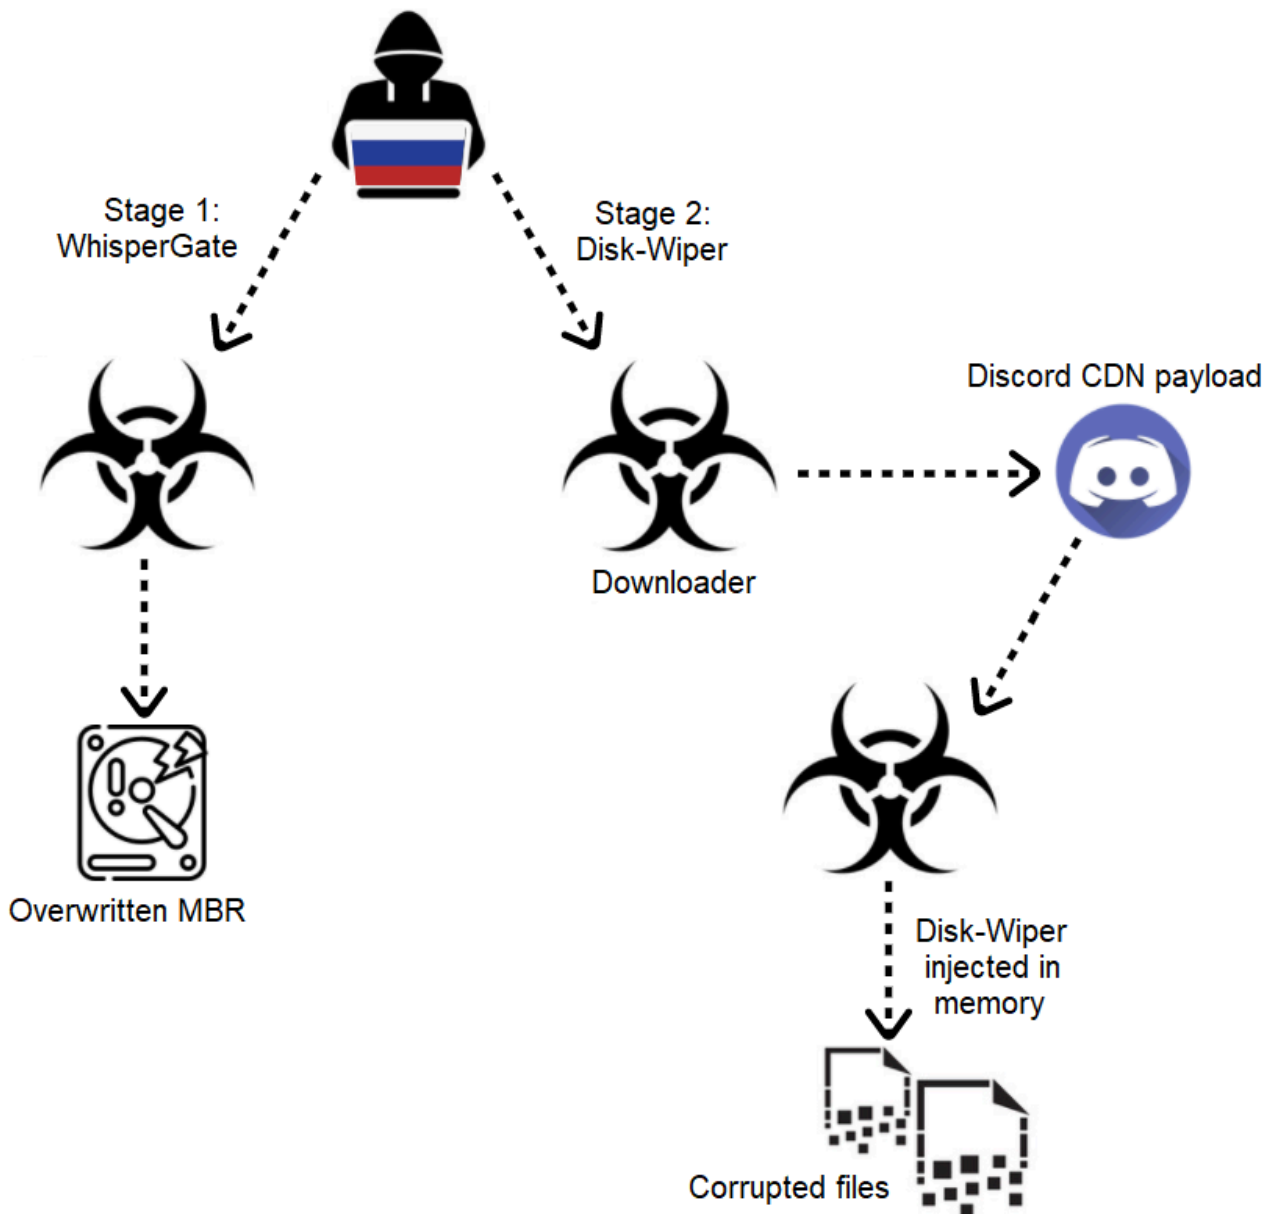 Stage 1:
WhisperGate
Stage 2:
Disk-Wiper
Discord CDN payload
Downloader
Overwritten MBR
Disk-Wiper
injected in
memory
Corrupted files